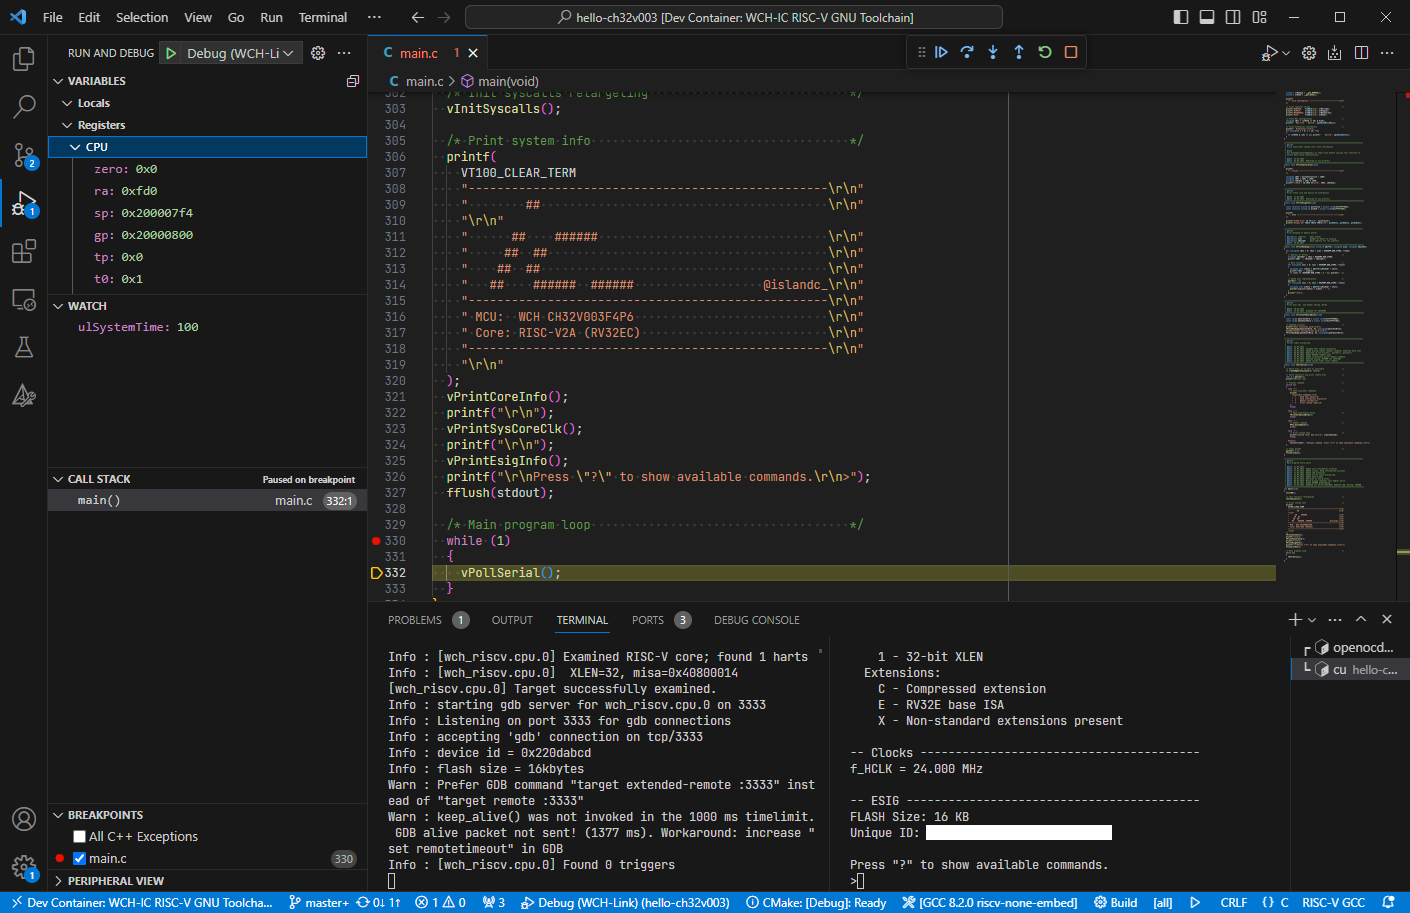 File Edit Selection View Go Run Terminal ··· hello-ch32v003 [Dev Container: WCH-IC RISC-V GNU Toolchain]
RUN AND DEBUG Debug (WCH-Li
VARIABLES
Locals
Registers
CPU
zero: 0x0
ra: 0xfd0
sp: 0x200007f4
gp: 0x20000800
tp: 0x0
t0: 0x1
WATCH
ulSystemTime: 100
CALL STACK Paused on breakpoint
main() main.c 332:1
BREAKPOINTS
All C++ Exceptions
main.c 330
PERIPHERAL VIEW
2
1
1
C main.c 1
C main.c > main(void)
302 /* Init syscalls retargeting */
303 vInitSyscalls();
304
305 /* Print system info */
306 printf(
307 VT100_CLEAR_TERM
308 "--------------------------------------------------\r\n"
309 " ## \r\n"
310 "\r\n"
311 " ## ###### \r\n"
312 " ## ## \r\n"
313 " ## ## \r\n"
314 " ## ###### ###### @islandc_\r\n"
315 "--------------------------------------------------\r\n"
316 " MCU: WCH CH32V003F4P6 \r\n"
317 " Core: RISC-V2A (RV32EC) \r\n"
318 "--------------------------------------------------\r\n"
319 "\r\n"
320 );
321 vPrintCoreInfo();
322 printf("\r\n");
323 vPrintSysCoreClk();
324 printf("\r\n");
325 vPrintEsigInfo();
326 printf("\r\nPress \"?\" to show available commands.\r\n>");
327 fflush(stdout);
328
329 /* Main program loop */
330 while (1)
331 {
332 vPollSerial();
333 }
PROBLEMS 1 OUTPUT TERMINAL PORTS 3 DEBUG CONSOLE
Info : [wch_riscv.cpu.0] Examined RISC-V core; found 1 harts
Info : [wch_riscv.cpu.0]  XLEN=32, misa=0x40800014
[wch_riscv.cpu.0] Target successfully examined.
Info : starting gdb server for wch_riscv.cpu.0 on 3333
Info : Listening on port 3333 for gdb connections
Info : accepting 'gdb' connection on tcp/3333
Info : device id = 0x220dabcd
Info : flash size = 16kbytes
Warn : Prefer GDB command "target extended-remote :3333" inst
ead of "target remote :3333"
Warn : keep_alive() was not invoked in the 1000 ms timelimit.
 GDB alive packet not sent! (1377 ms). Workaround: increase "
set remotetimeout" in GDB
Info : [wch_riscv.cpu.0] Found 0 triggers
1 - 32-bit XLEN
Extensions:
C - Compressed extension
E - RV32E base ISA
X - Non-standard extensions present
-- Clocks ---------------------------------------
f_HCLK = 24.000 MHz
-- ESIG -----------------------------------------
FLASH Size: 16 KB
Unique ID:
Press "?" to show available commands.
>
openocd...
cu hello-c...
Dev Container: WCH-IC RISC-V GNU Toolcha... master+ 0↓ 1↑ 1 0 3 Debug (WCH-Link) (hello-ch32v003) CMake: [Debug]: Ready [GCC 8.2.0 riscv-none-embed] Build [all] CRLF {} C RISC-V GCC